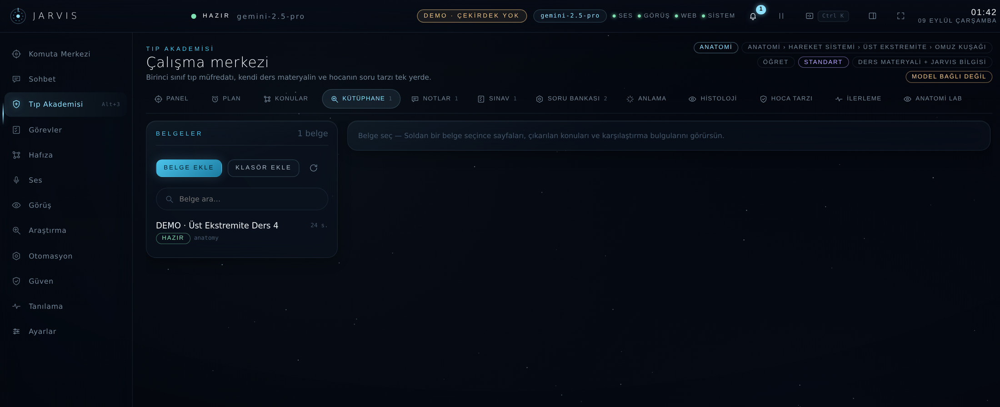 JARVIS
HAZIR gemini-2.5-pro
DEMO · ÇEKİRDEK YOK
gemini-2.5-pro
SES GÖRÜŞ WEB SİSTEM
1
Ctrl K
01:42
09 EYLÜL ÇARŞAMBA
Komuta Merkezi
Sohbet
Tıp Akademisi Alt+3
Görevler
Hafıza
Ses
Görüş
Araştırma
Otomasyon
Güven
Tanılama
Ayarlar
TIP AKADEMİSİ
Çalışma merkezi
Birinci sınıf tıp müfredatı, kendi ders materyalin ve hocanın soru tarzı tek yerde.
ANATOMİ ANATOMİ › HAREKET SİSTEMİ › ÜST EKSTREMİTE › OMUZ KUŞAĞI
ÖĞRET STANDART DERS MATERYALİ + JARVIS BİLGİSİ
MODEL BAĞLI DEĞİL
PANEL PLAN KONULAR KÜTÜPHANE 1 NOTLAR 1 SINAV 1 SORU BANKASI 2 ANLAMA HİSTOLOJİ HOCA TARZI İLERLEME ANATOMİ LAB
BELGELER 1 belge
BELGE EKLE KLASÖR EKLE
Belge ara...
DEMO · Üst Ekstremite Ders 4 24 s.
HAZIR anatomy
Belge seç — Soldan bir belge seçince sayfaları, çıkarılan konuları ve karşılaştırma bulgularını görürsün.